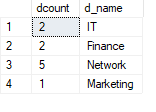 dcount d_name
1 2 IT
2 2 Finance
3 5 Network
4 1 Marketing